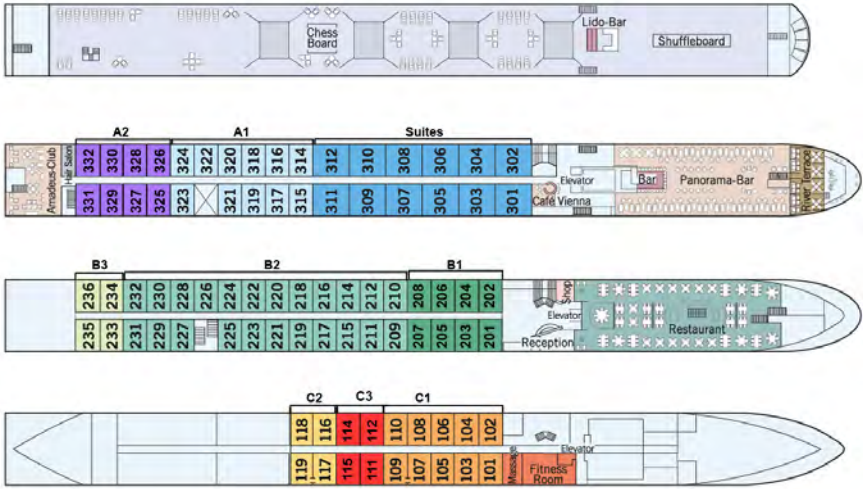 Chess
Board
Lido-Bar
Shuffleboard
A2
A1
Suites
Amadeus-Club
Hair Salon
332 330 328 326 324 322 320 318 316 314 312 310 308 306 304 302
331 329 327 325 323 321 319 317 315 311 309 307 305 303 301
Elevator
Café Vienna
Bar
Panorama-Bar
River Terrace
B3
B2
B1
236 234 232 230 228 226 224 222 220 218 216 214 212 210 208 206 204 202
235 233 231 229 227 225 223 221 219 217 215 211 209 207 205 203 201
Shop
Elevator
Reception
Restaurant
C2
C3
C1
118 116 114 112 110 108 106 104 102
119 117 115 111 109 107 105 103 101
Massage
Fitness
Room
Elevator